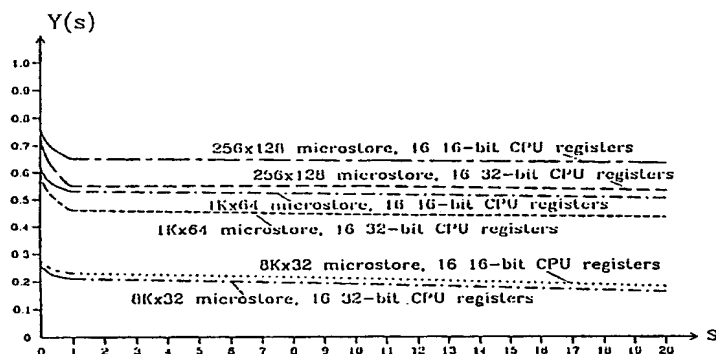 Y(s)
1.0
0.9
0.8
0.7
0.6
0.5
0.4
0.3
0.2
0.1
0
256x128 microstore, 16 16-bit CPU registers
256x128 microstore, 16 32-bit CPU registers
1Kx64 microstore, 16 16-bit CPU registers
1Kx64 microstore, 16 32-bit CPU registers
8Kx32 microstore, 16 16-bit CPU registers
8Kx32 microstore, 16 32-bit CPU registers
0 1 2 3 4 5 6 7 8 9 10 11 12 13 14 15 16 17 18 19 20 S